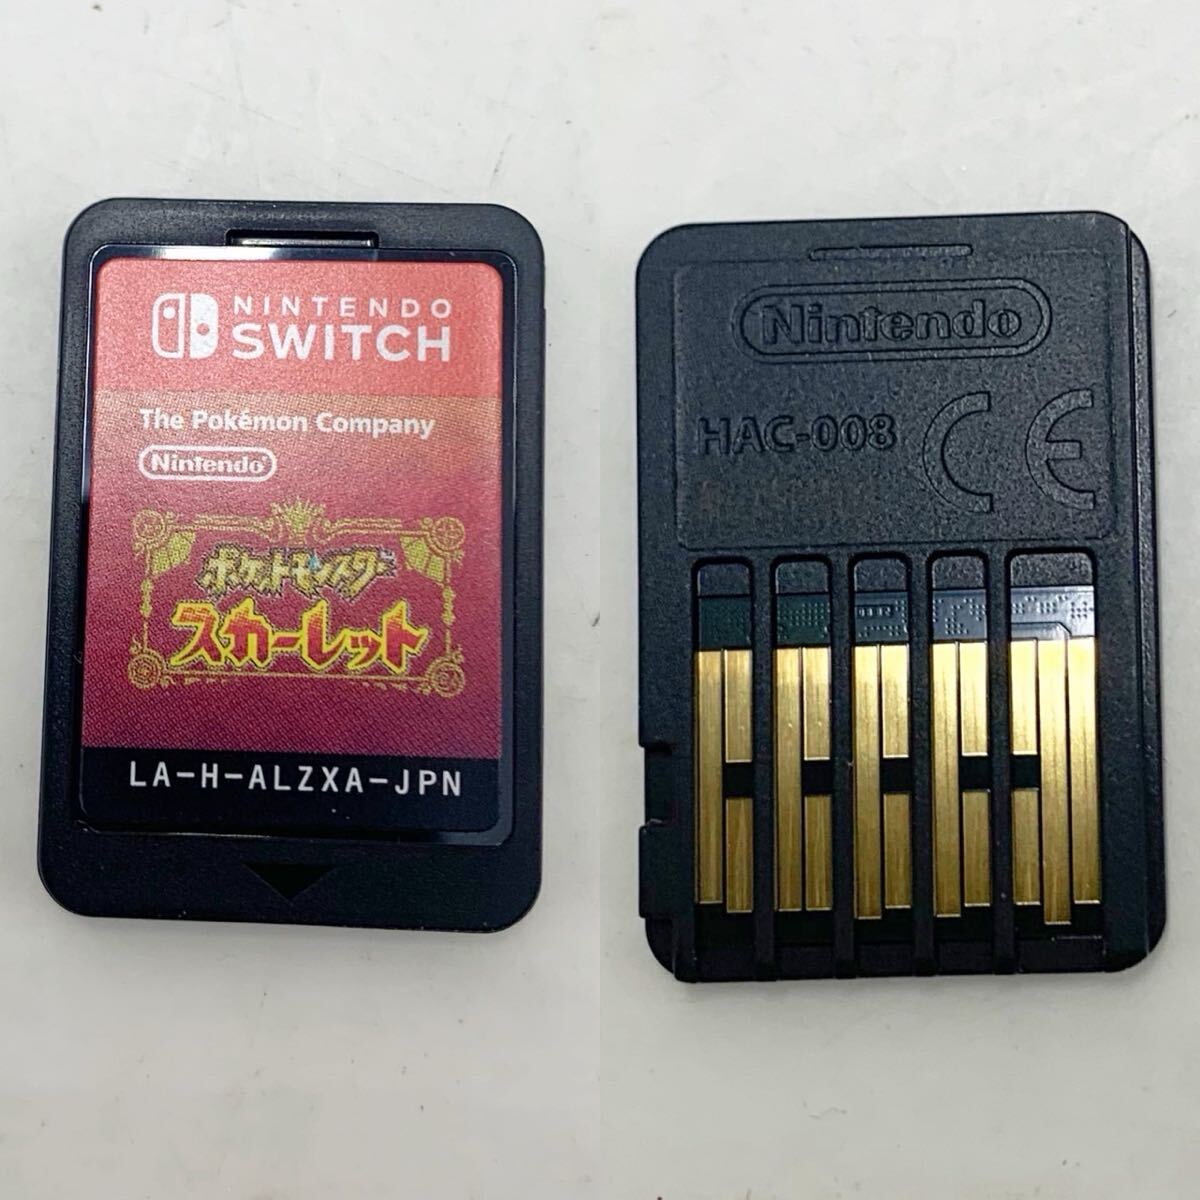 NINTENDO
SWITCH
The Pokémon Company
Nintendo
ポケットモンスター
スカーレット
LA-H-ALZXA-JPN
Nintendo
HAC-008
CE